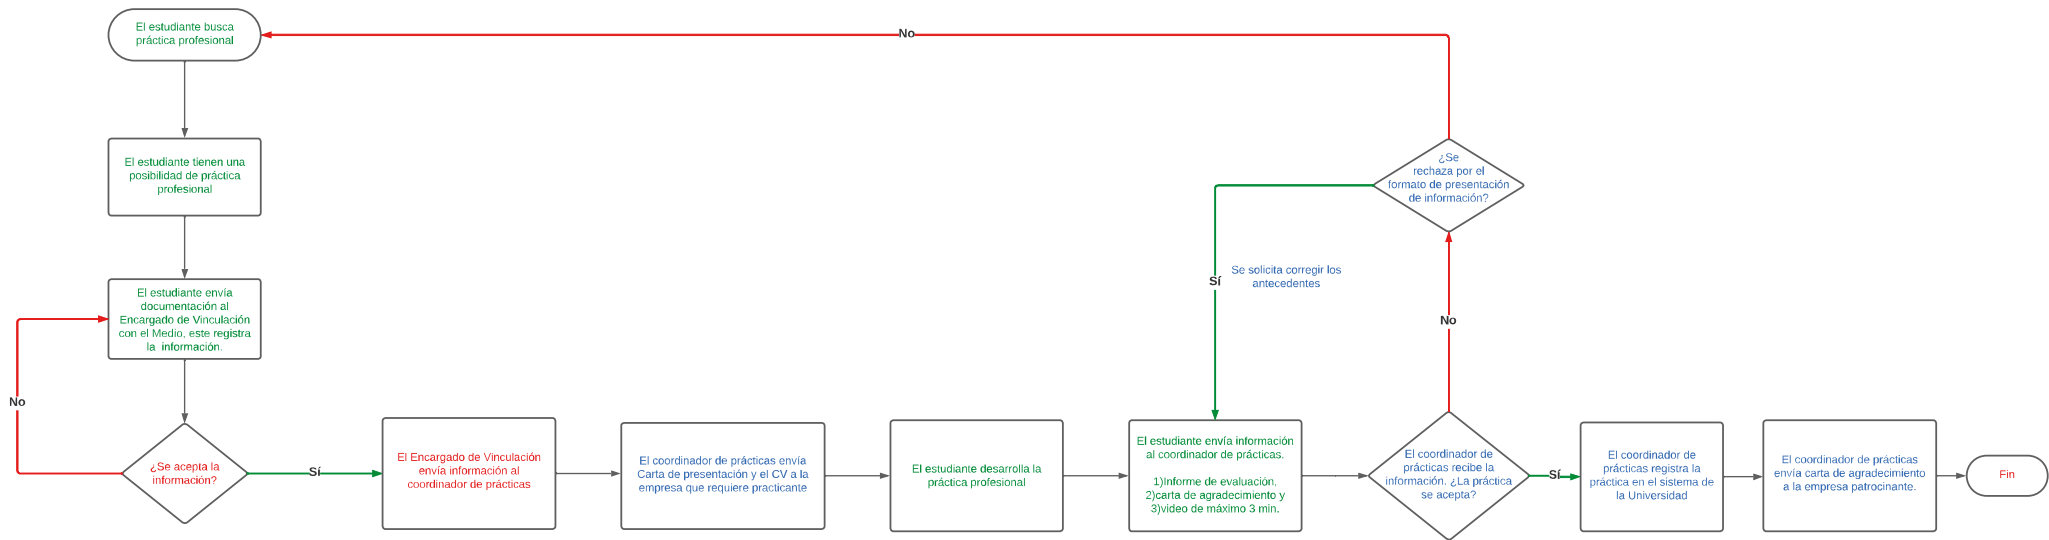 El estudiante busca
práctica profesional
No
El estudiante tienen una
posibilidad de práctica
profesional
¿Se
rechaza por el
formato de presentación
de información?
El estudiante envía
documentación al
Encargado de Vinculación
con el Medio, este registra
la información.
Sí
Se solicita corregir los
antecedentes
No
No
¿Se acepta la
información?
Sí
El Encargado de Vinculación
envía información al
coordinador de prácticas
El coordinador de prácticas envía
Carta de presentación y el CV a la
empresa que requiere practicante
El estudiante desarrolla la
práctica profesional
El estudiante envía información
al coordinador de prácticas.
1)Informe de evaluación,
2)carta de agradecimiento y
3)video de máximo 3 min.
El coordinador de
prácticas recibe la
información. ¿La práctica
se acepta?
Sí
El coordinador de
prácticas registra la
práctica en el sistema de
la Universidad
El coordinador de prácticas
envía carta de agradecimiento
a la empresa patrocinante.
Fin